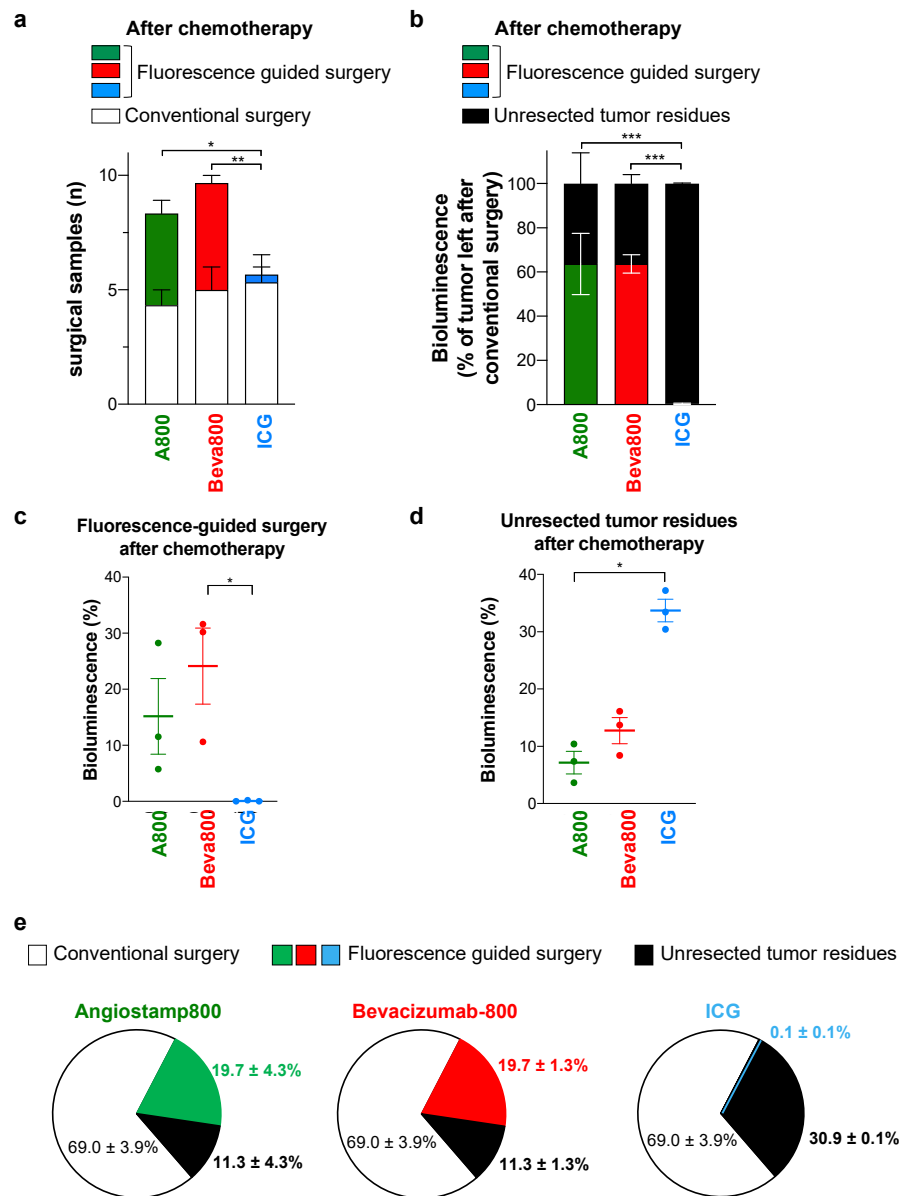 a
After chemotherapy
Fluorescence guided surgery
Conventional surgery
surgical samples (n)
10
5
0
*
**
A800
Beva800
ICG
b
After chemotherapy
Fluorescence guided surgery
Unresected tumor residues
Bioluminescence
(% of tumor left after
conventional surgery)
100
80
60
40
20
0
***
***
A800
Beva800
ICG
c
Fluorescence-guided surgery
after chemotherapy
Bioluminescence (%)
40
30
20
10
0
*
A800
Beva800
ICG
d
Unresected tumor residues
after chemotherapy
Bioluminescence (%)
40
30
20
10
0
*
A800
Beva800
ICG
e
Conventional surgery
Fluorescence guided surgery
Unresected tumor residues
Angiostamp800
19.7 ± 4.3%
69.0 ± 3.9%
11.3 ± 4.3%
Bevacizumab-800
19.7 ± 1.3%
69.0 ± 3.9%
11.3 ± 1.3%
ICG
0.1 ± 0.1%
69.0 ± 3.9%
30.9 ± 0.1%